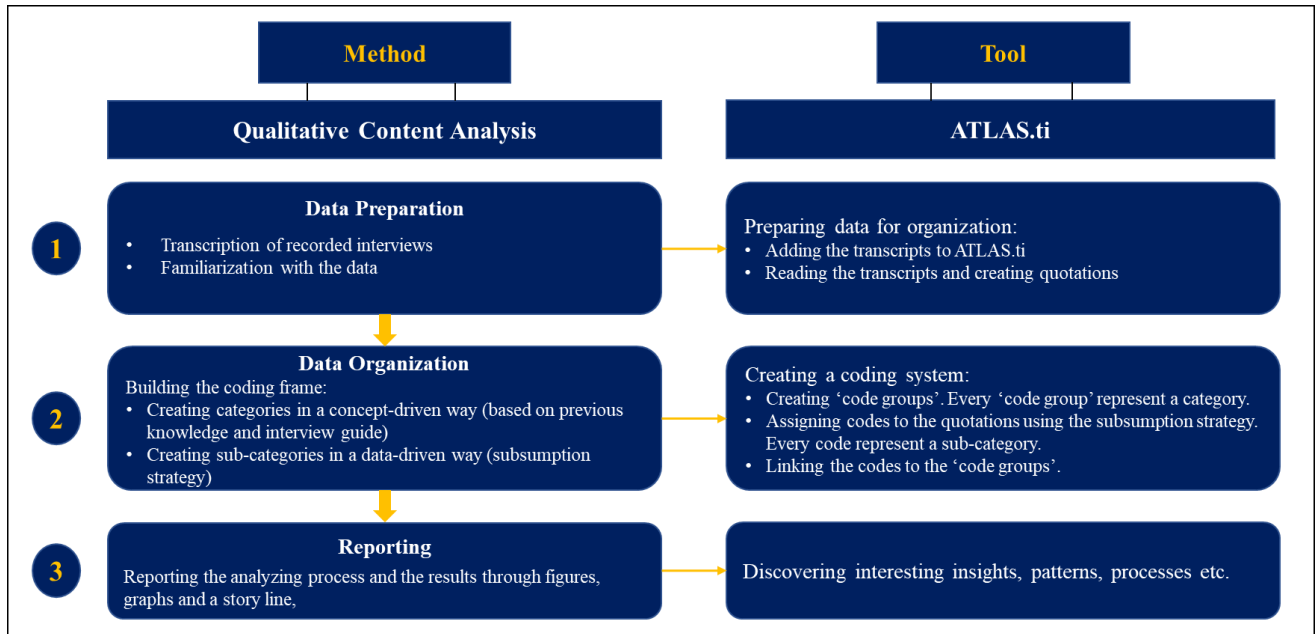 Method
Tool
Qualitative Content Analysis
ATLAS.ti
1
Data Preparation
• Transcription of recorded interviews
• Familiarization with the data
Preparing data for organization:
• Adding the transcripts to ATLAS.ti
• Reading the transcripts and creating quotations
2
Data Organization
Building the coding frame:
• Creating categories in a concept-driven way (based on previous
knowledge and interview guide)
• Creating sub-categories in a data-driven way (subsumption
strategy)
Creating a coding system:
• Creating ‘code groups’. Every ‘code group’ represent a category.
• Assigning codes to the quotations using the subsumption strategy.
Every code represent a sub-category.
• Linking the codes to the ‘code groups’.
3
Reporting
Reporting the analyzing process and the results through figures,
graphs and a story line,
Discovering interesting insights, patterns, processes etc.